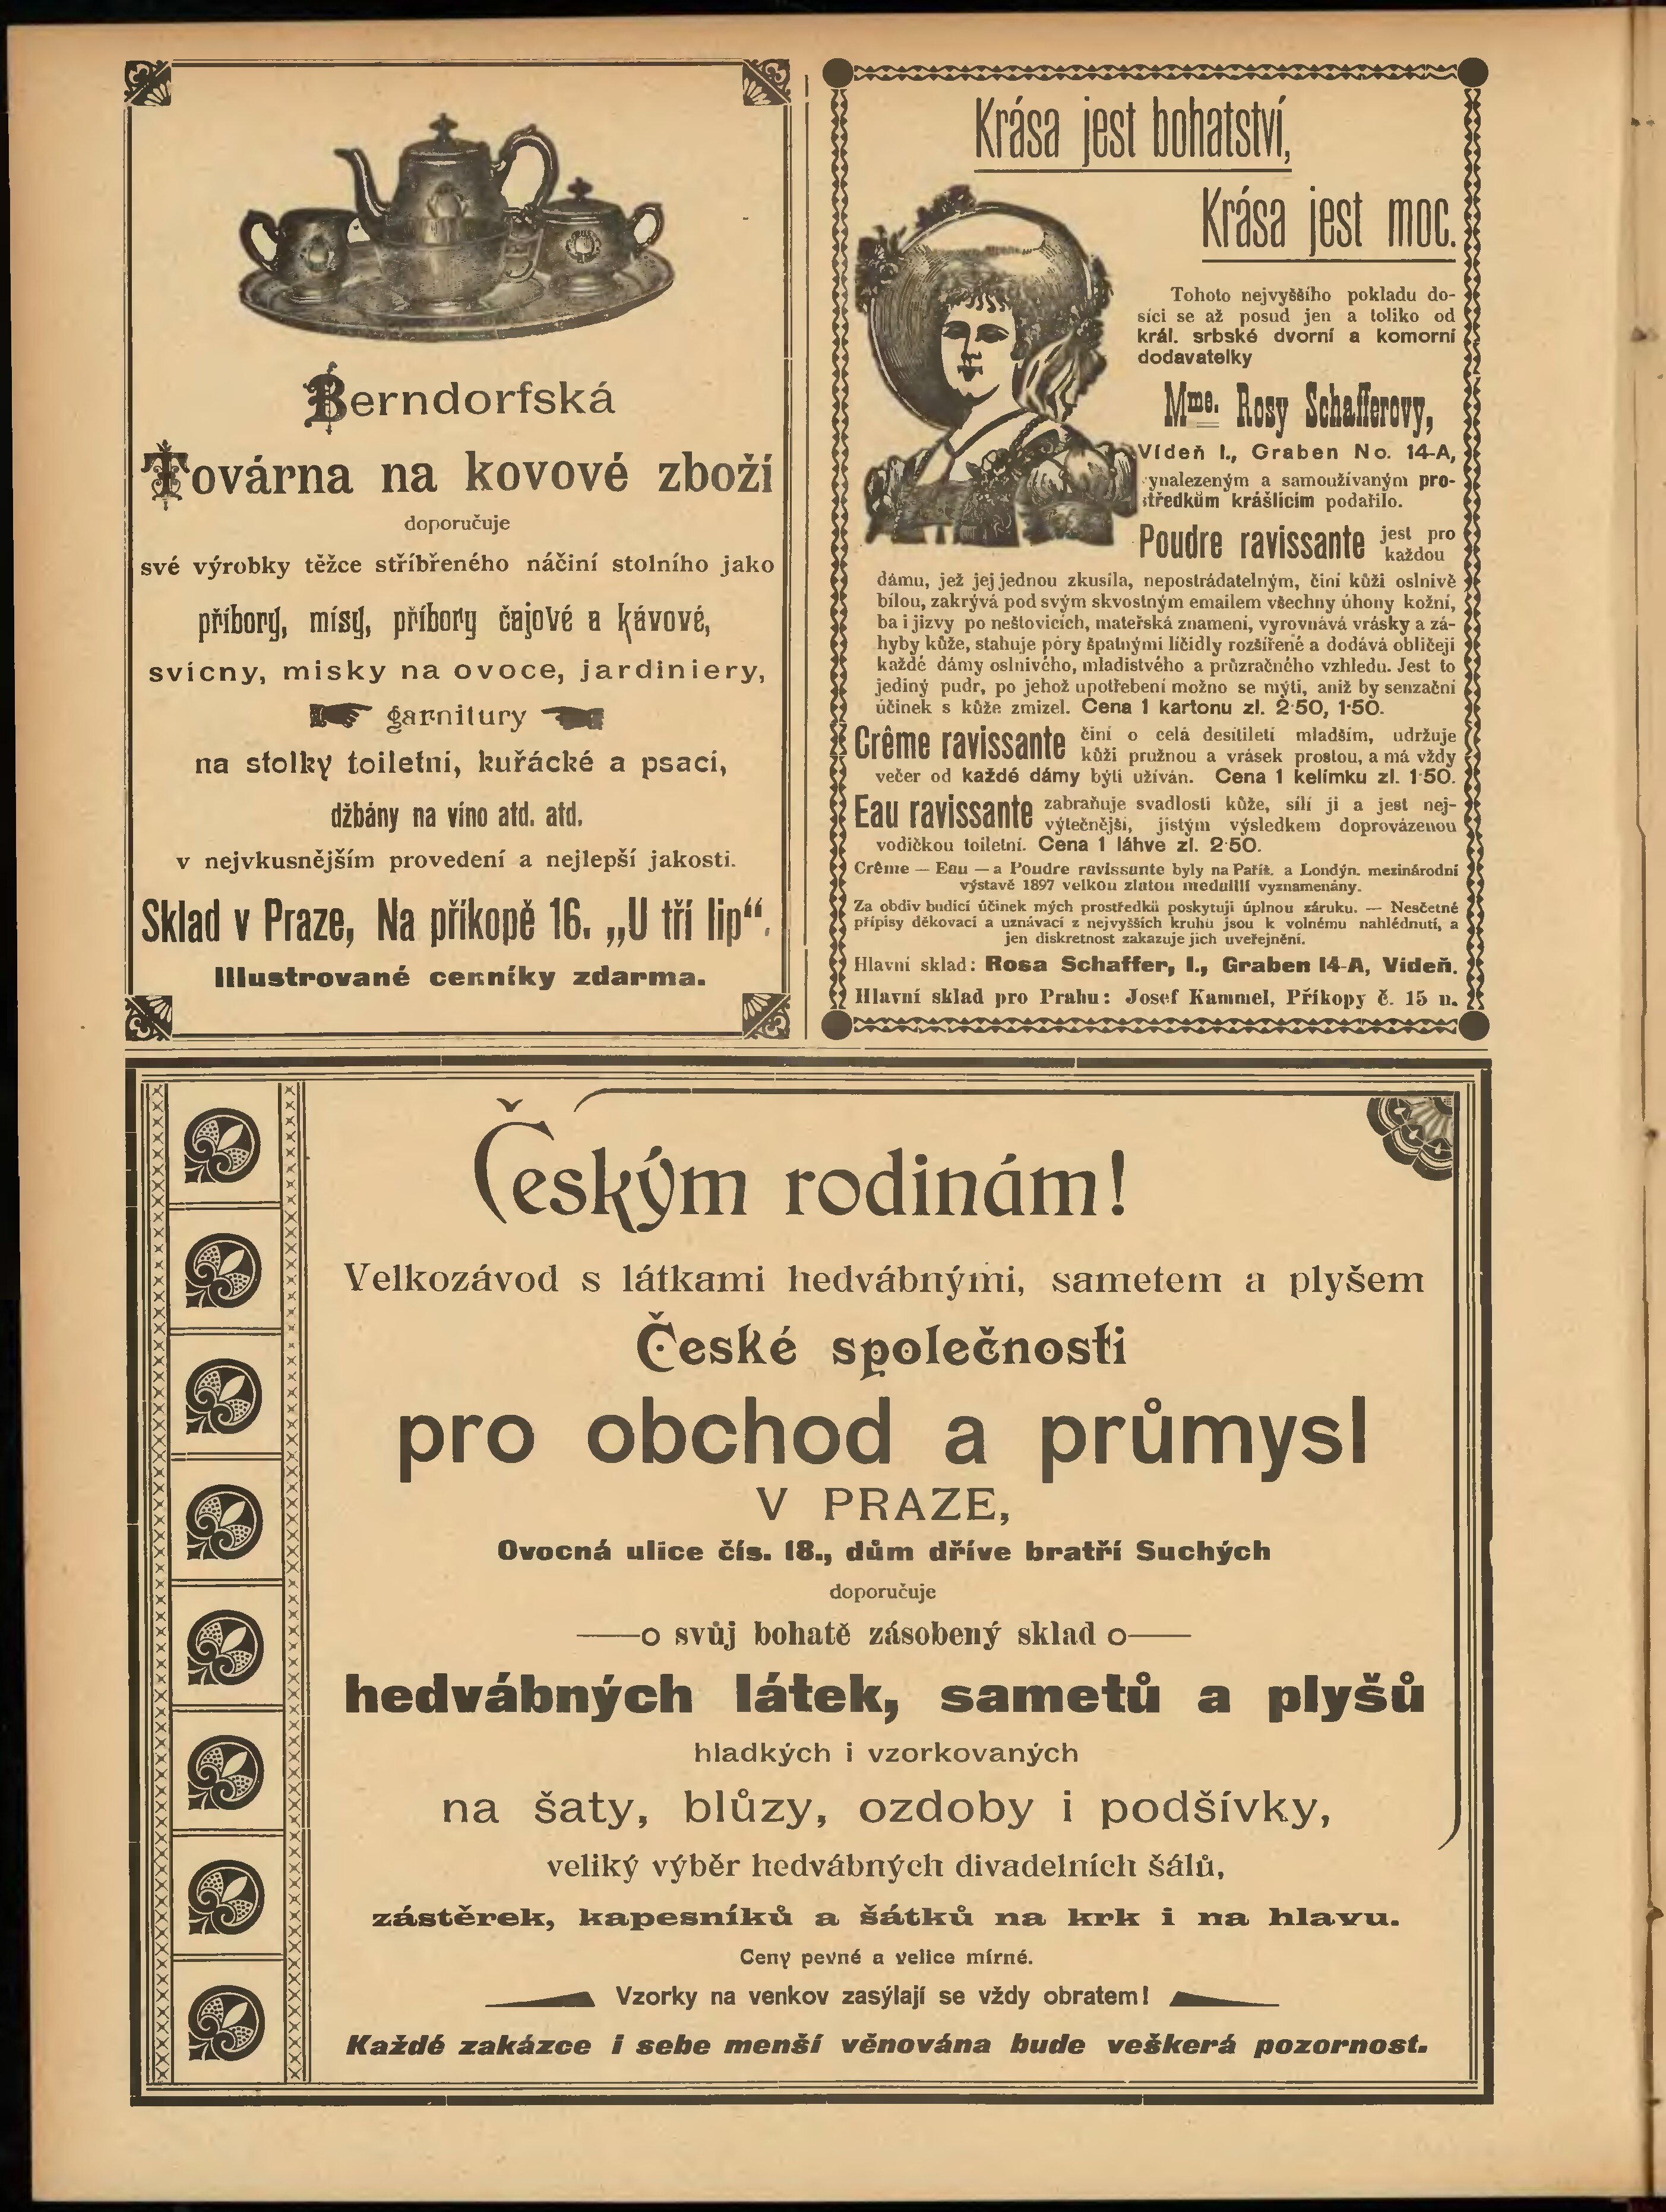 Berndorfská
Továrna na kovové zboží
doporučuje
své výrobky těžce stříbřeného náčiní stolního jako
příbory, mísy, příbory čajové a kávové,
svícny, misky na ovoce, jardiniery,
garnitury
na stolky toiletní, kuřácké a psací,
džbány na víno atd. atd.
v nejvkusnějším provedení a nejlepší jakosti.
Sklad v Praze, Na příkopě 16. „U tří lip“.
Illustrované cenníky zdarma.
Krása jest bohatství,
Krása jest moc.
Tohoto nejvyššího pokladu do-
síci se až posud jen a toliko od
král. srbské dvorní a komorní
dodavatelky
Mme. Rosy Schafferovy,
Vídeň I., Graben No. 14-A,
ynalezeným a samoužívaným pro-
středkům krášlícím podařilo.
Poudre ravissante jest pro
každou
dámu, jež jej jednou zkusila, nepostrádatelným, činí kůži oslnivě
bílou, zakrývá pod svým skvostným emailem všechny úhony kožní,
ba i jizvy po neštovicích, mateřská znamení, vyrovnává vrásky a zá-
hyby kůže, stahuje póry špatnými líčidly rozšířené a dodává obličeji
každé dámy oslnivého, mladistvého a průzračného vzhledu. Jest to
jediný pudr, po jehož upotřebení možno se mýti, aniž by senzační
účinek s kůže zmizel. Cena 1 kartonu zl. 2·50, 1·50.
Crême ravissante činí o celá desítiletí mladším, udržuje
kůži pružnou a vrásek prostou, a má vždy
večer od každé dámy býti užíván. Cena 1 kelímku zl. 1·50.
Eau ravissante zabraňuje svadlosti kůže, sílí ji a jest nej-
výtečnější, jistým výsledkem doprovázenou
vodičkou toiletní. Cena 1 láhve zl. 2·50.
Crême — Eau — a Poudre ravissante byly na Paříž. a Londýn. mezinárodní
výstavě 1897 velkou zlatou medailií vyznamenány.
Za obdiv budící účinek mých prostředků poskytuji úplnou záruku. — Nesčetné
přípisy děkovací a uznávací z nejvyšších kruhů jsou k volnému nahlédnutí, a
jen diskretnost zakazuje jich uveřejnění.
Hlavní sklad: Rosa Schaffer, I., Graben 14-A, Vídeň.
Hlavní sklad pro Prahu: Josef Kammel, Příkopy č. 15 n.
Českým rodinám!
Velkozávod s látkami hedvábnými, sametem a plyšem
České společnosti
pro obchod a průmysl
V PRAZE,
Ovocná ulice čís. 18., dům dříve bratří Suchých
doporučuje
—o svůj bohatě zásobený sklad o—
hedvábných látek, sametů a plyšů
hladkých i vzorkovaných
na šaty, blůzy, ozdoby i podšívky,
veliký výběr hedvábných divadelních šálů,
zástěrek, kapesníků a šátků na krk i na hlavu.
Ceny pevné a velice mírné.
Vzorky na venkov zasýlají se vždy obratem!
Každé zakázce i sebe menší věnována bude veškerá pozornost.